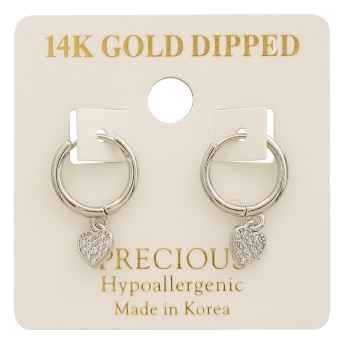 14K GOLD DIPPED
PRECIOUS
Hypoallergenic
Made in Korea